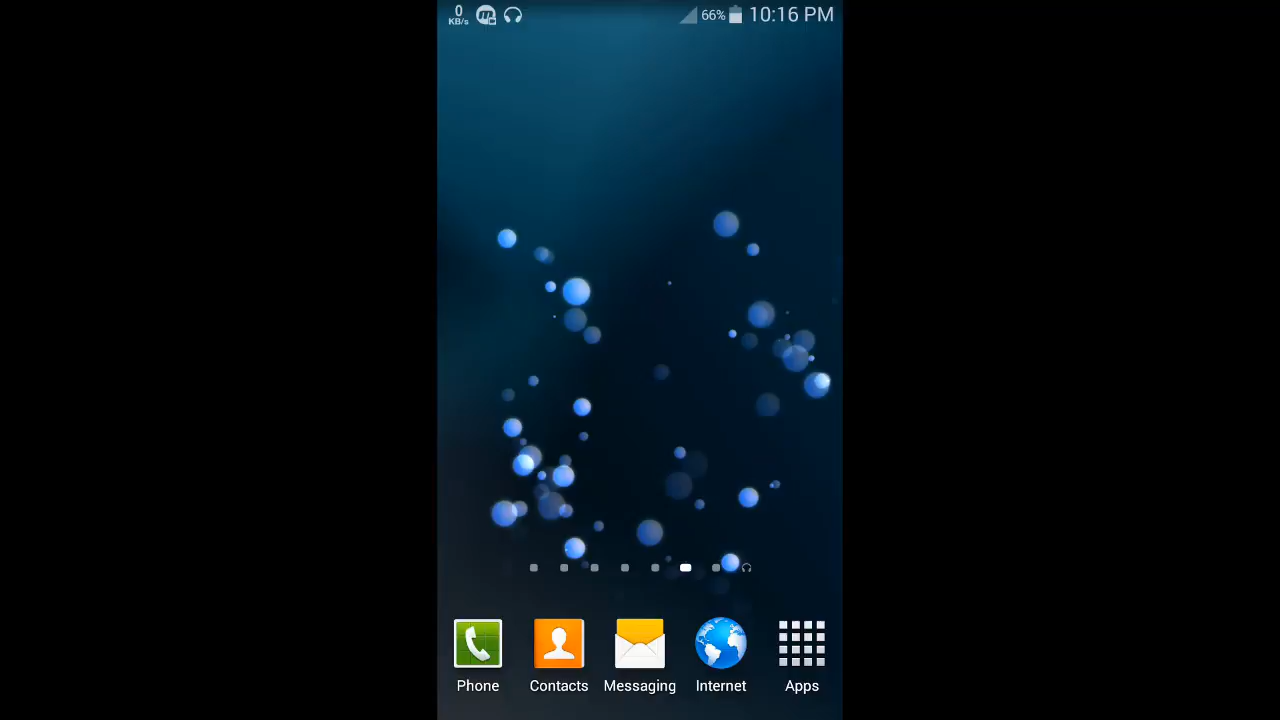 0
KB/s
66%
10:16 PM
Phone
Contacts
Messaging
Internet
Apps